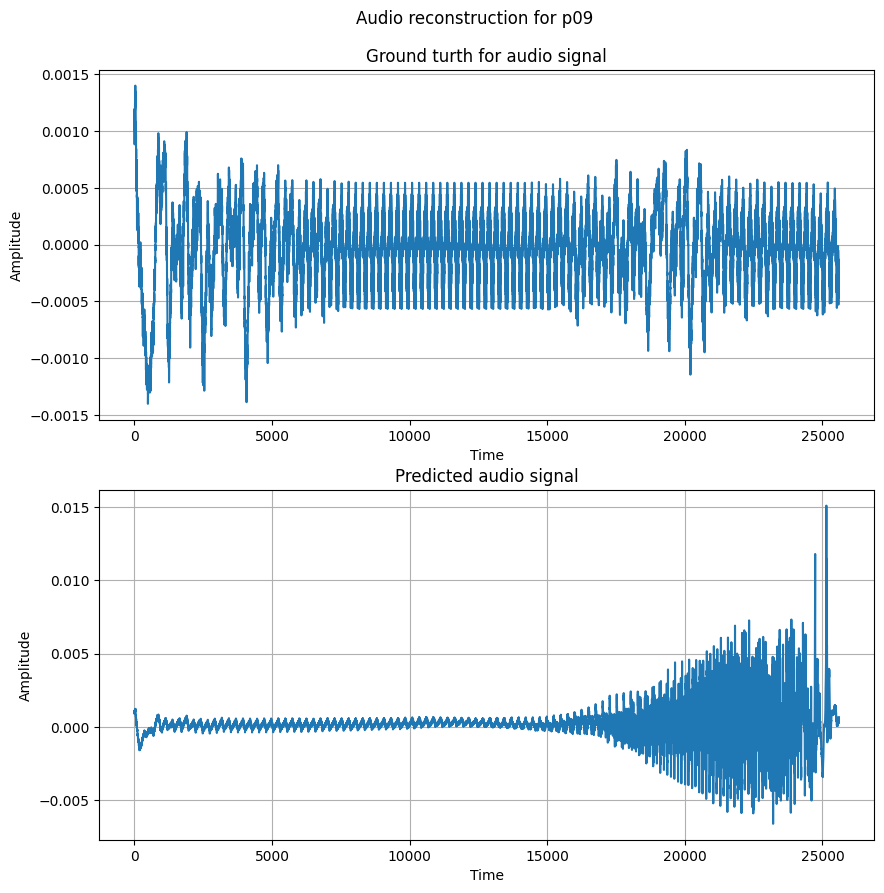 Audio reconstruction for p09
Ground turth for audio signal
0.0015
0.0010
0.0005
0.0000
−0.0005
−0.0010
−0.0015
Amplitude
0 5000 10000 15000 20000 25000
Time
Predicted audio signal
0.015
0.010
0.005
0.000
−0.005
Amplitude
0 5000 10000 15000 20000 25000
Time